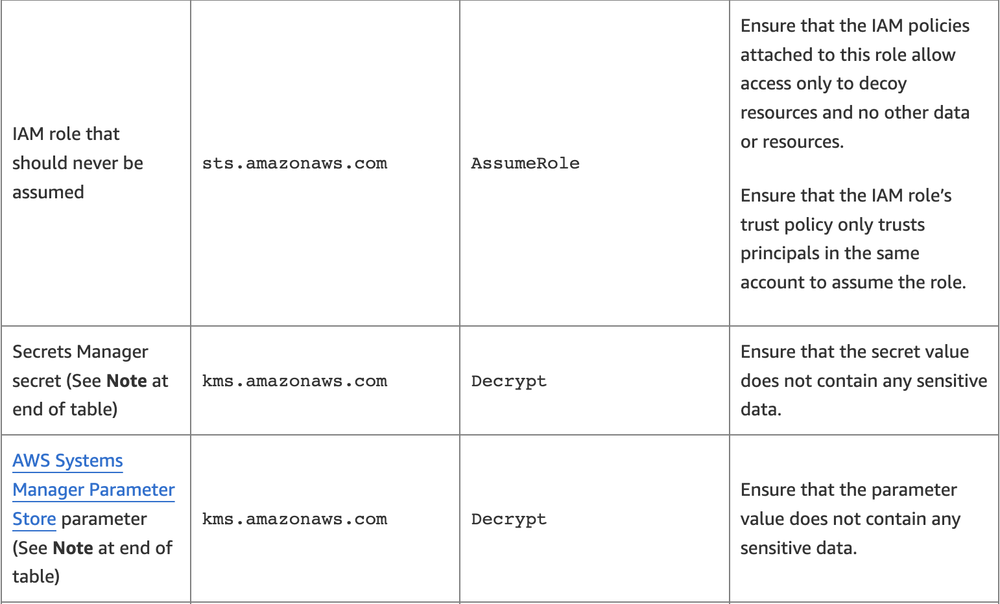 IAM role that
should never be
assumed
sts.amazonaws.com
AssumeRole
Ensure that the IAM policies
attached to this role allow
access only to decoy
resources and no other data
or resources.
Ensure that the IAM role’s
trust policy only trusts
principals in the same
account to assume the role.
Secrets Manager
secret (See Note at
end of table)
kms.amazonaws.com
Decrypt
Ensure that the secret value
does not contain any sensitive
data.
AWS Systems
Manager Parameter
Store parameter
(See Note at end of
table)
kms.amazonaws.com
Decrypt
Ensure that the parameter
value does not contain any
sensitive data.